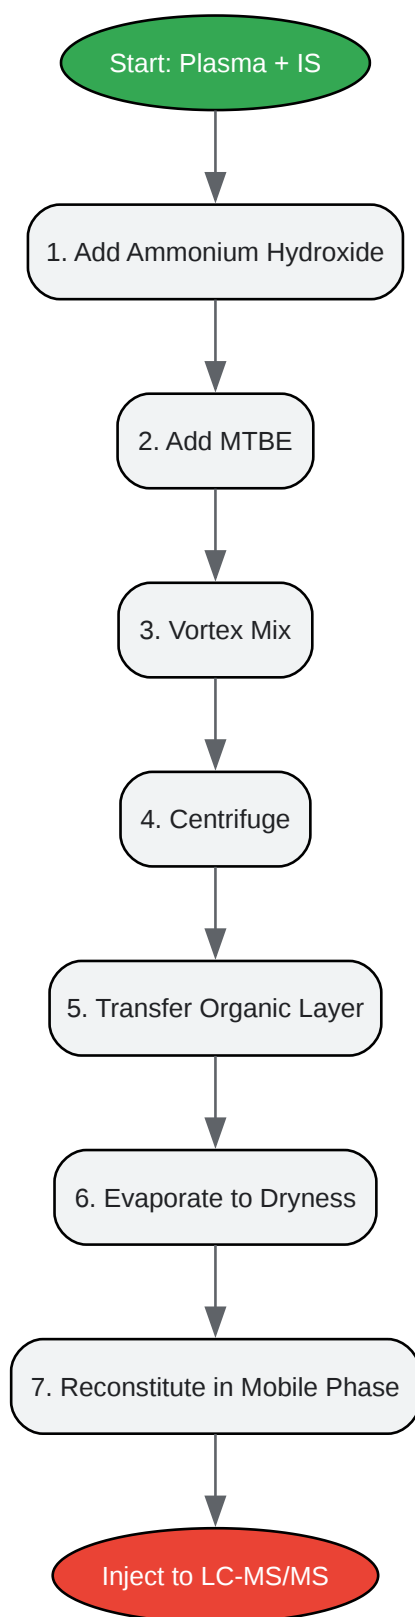 Start: Plasma + IS
1. Add Ammonium Hydroxide
2. Add MTBE
3. Vortex Mix
4. Centrifuge
5. Transfer Organic Layer
6. Evaporate to Dryness
7. Reconstitute in Mobile Phase
Inject to LC-MS/MS